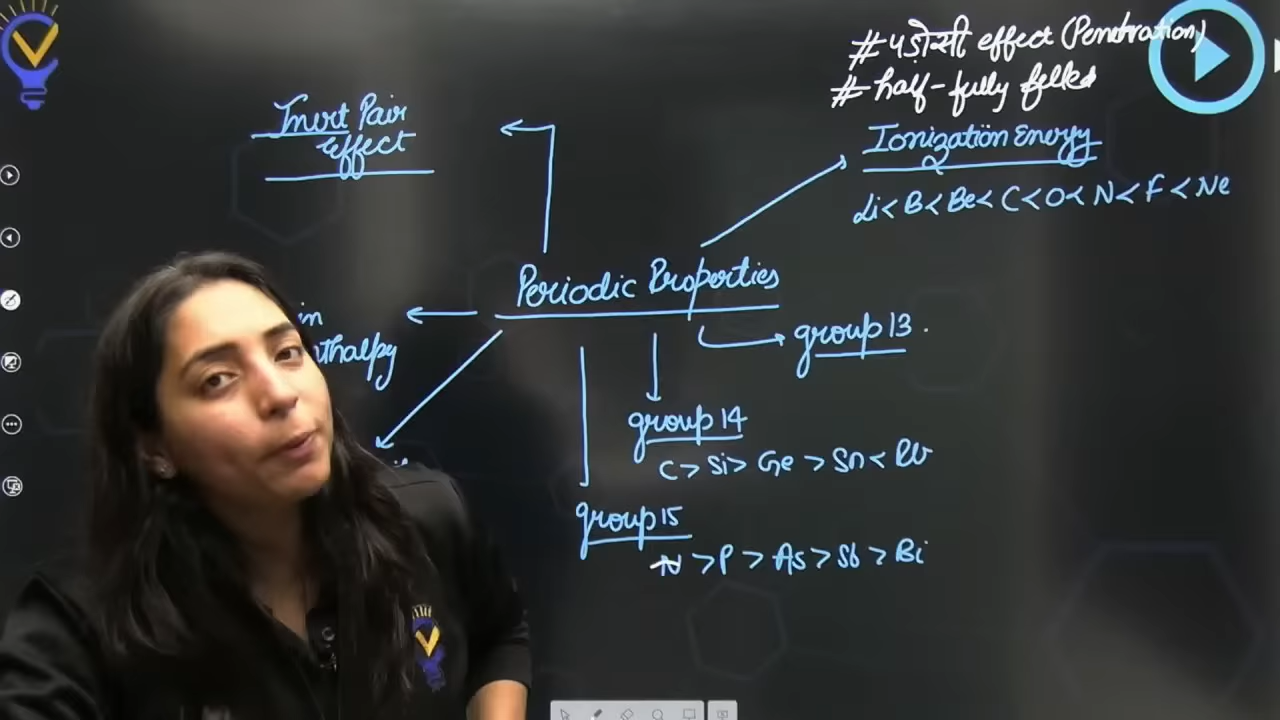 #पड़ोसी effect (Penetration)
#half-fully filled
Inert Pair
effect
Ionization Energy
Li < B < Be < C < O < N < F < Ne
Periodic Properties
in
nthalpy
group 13.
group 14
C > Si > Ge > Sn < Pb
group 15
N > P > As > Sb > Bi